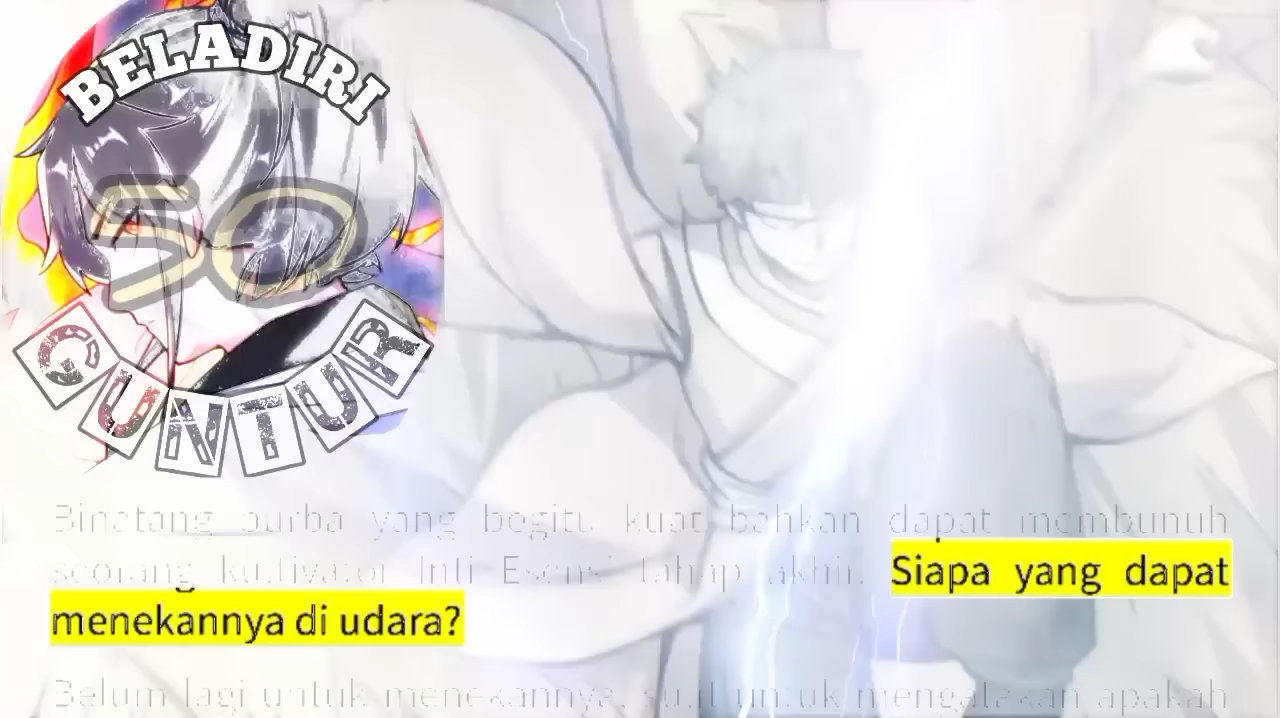 BELADIRI
50
GUNTUR
Binatang purba yang begitu kuat bahkan dapat membunuh
seorang kultivator Inti Esensi tahap akhir. Siapa yang dapat
menekannya di udara?
Belum lagi untuk menekannya, sulit untuk mengatakan apakah